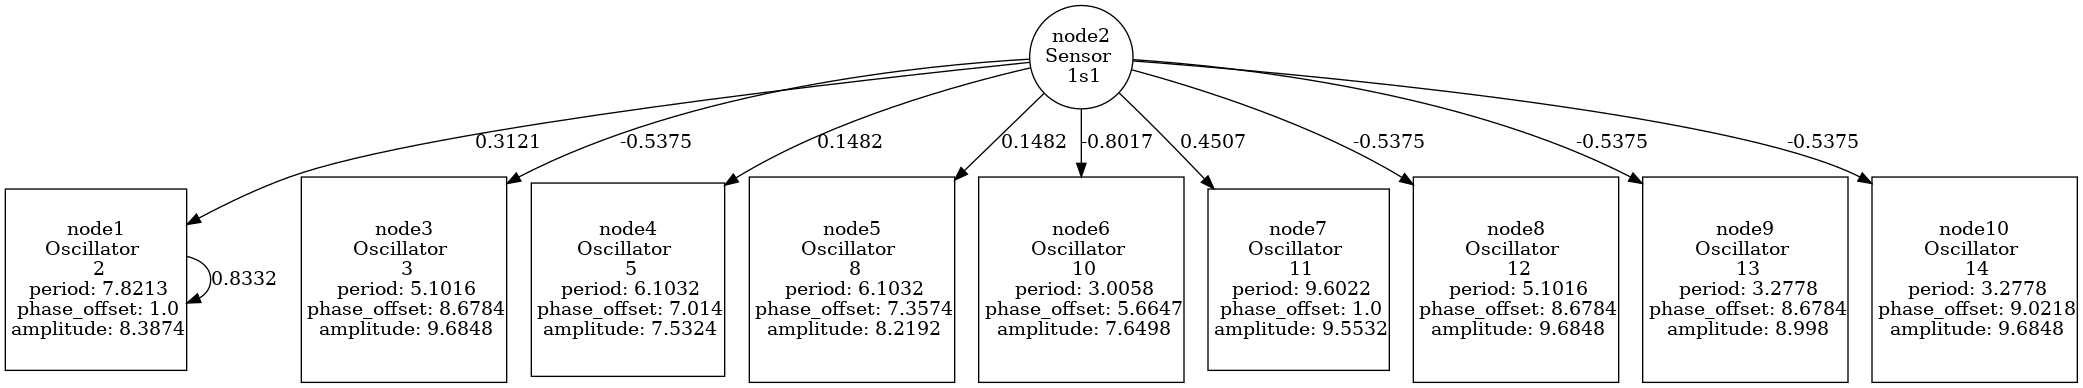 node2
Sensor
1s1
0.3121
-0.5375
0.1482
0.1482
-0.8017
0.4507
-0.5375
-0.5375
-0.5375
node1
Oscillator
2
period: 7.8213
phase_offset: 1.0
amplitude: 8.3874
0.8332
node3
Oscillator
3
period: 5.1016
phase_offset: 8.6784
amplitude: 9.6848
node4
Oscillator
5
period: 6.1032
phase_offset: 7.014
amplitude: 7.5324
node5
Oscillator
8
period: 6.1032
phase_offset: 7.3574
amplitude: 8.2192
node6
Oscillator
10
period: 3.0058
phase_offset: 5.6647
amplitude: 7.6498
node7
Oscillator
11
period: 9.6022
phase_offset: 1.0
amplitude: 9.5532
node8
Oscillator
12
period: 5.1016
phase_offset: 8.6784
amplitude: 9.6848
node9
Oscillator
13
period: 3.2778
phase_offset: 8.6784
amplitude: 8.998
node10
Oscillator
14
period: 3.2778
phase_offset: 9.0218
amplitude: 9.6848